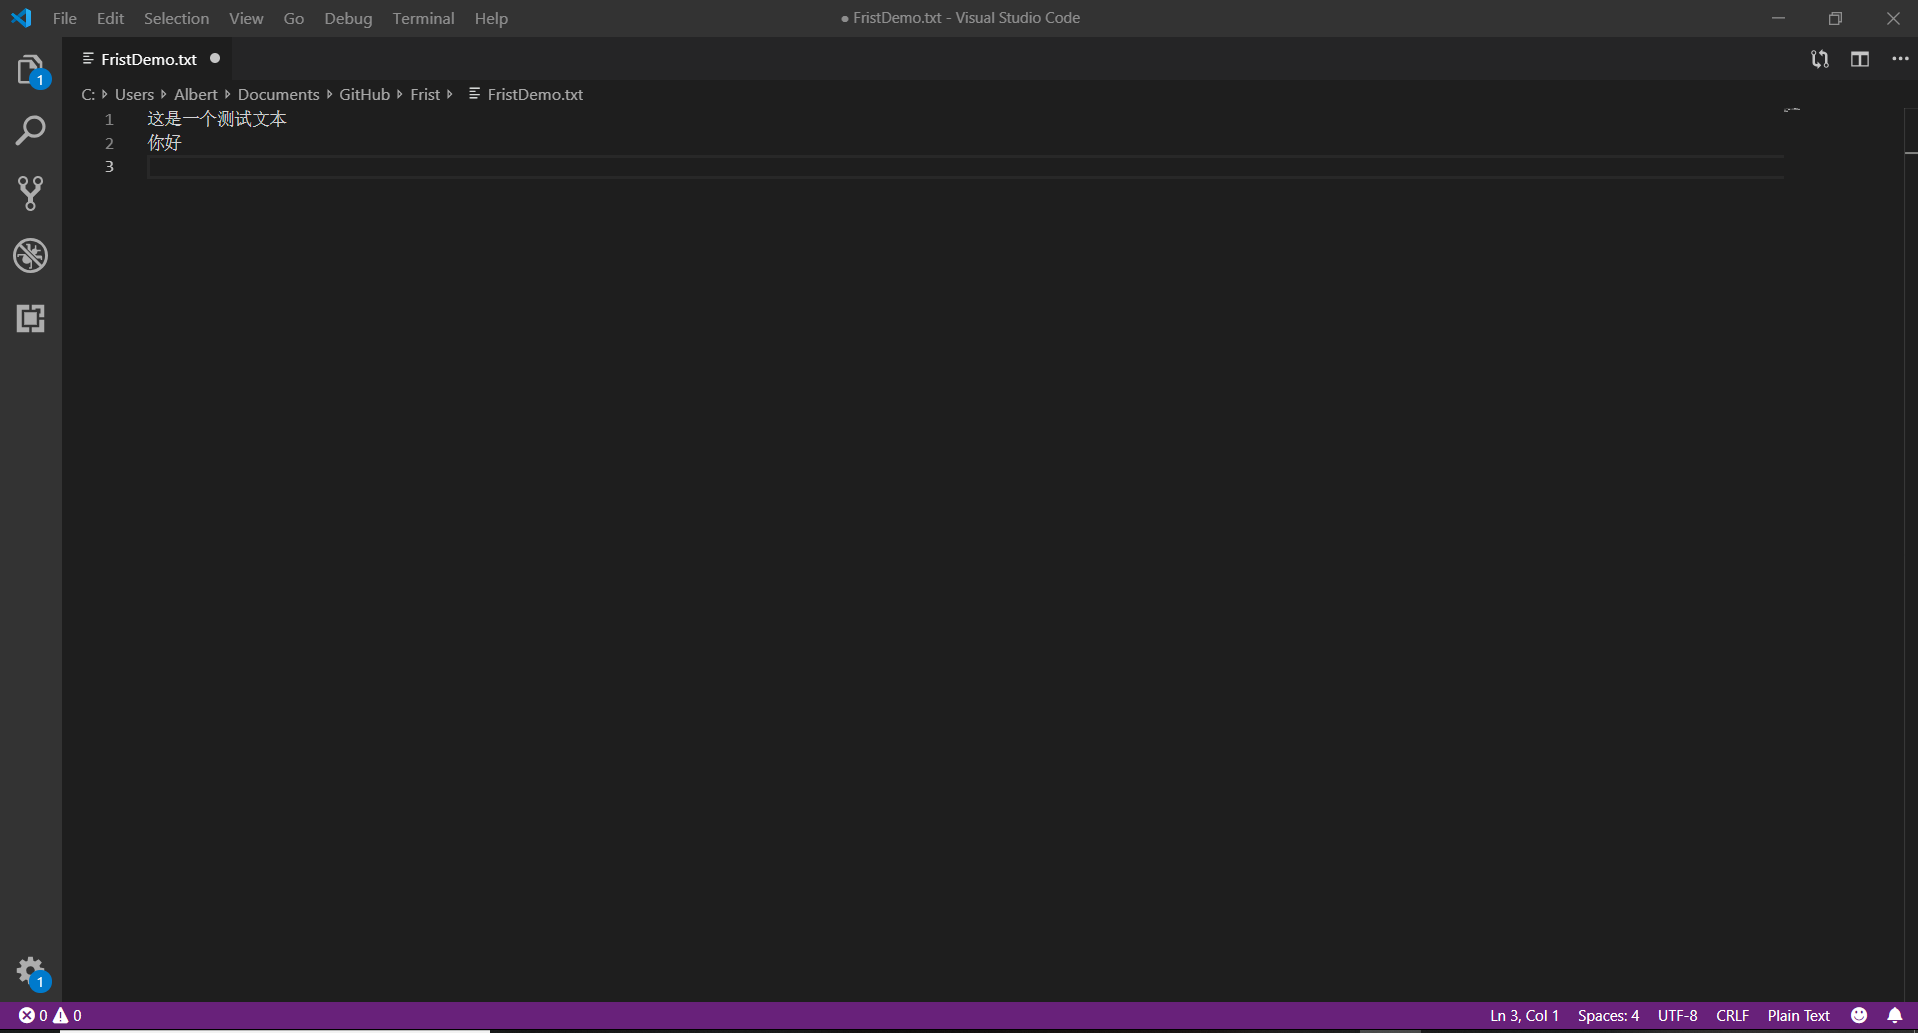 File Edit Selection View Go Debug Terminal Help
● FristDemo.txt - Visual Studio Code
1
FristDemo.txt ●
C: Users Albert Documents GitHub Frist FristDemo.txt
1 这是一个测试文本
2 你好
3
1
0 0
Ln 3, Col 1 Spaces: 4 UTF-8 CRLF Plain Text